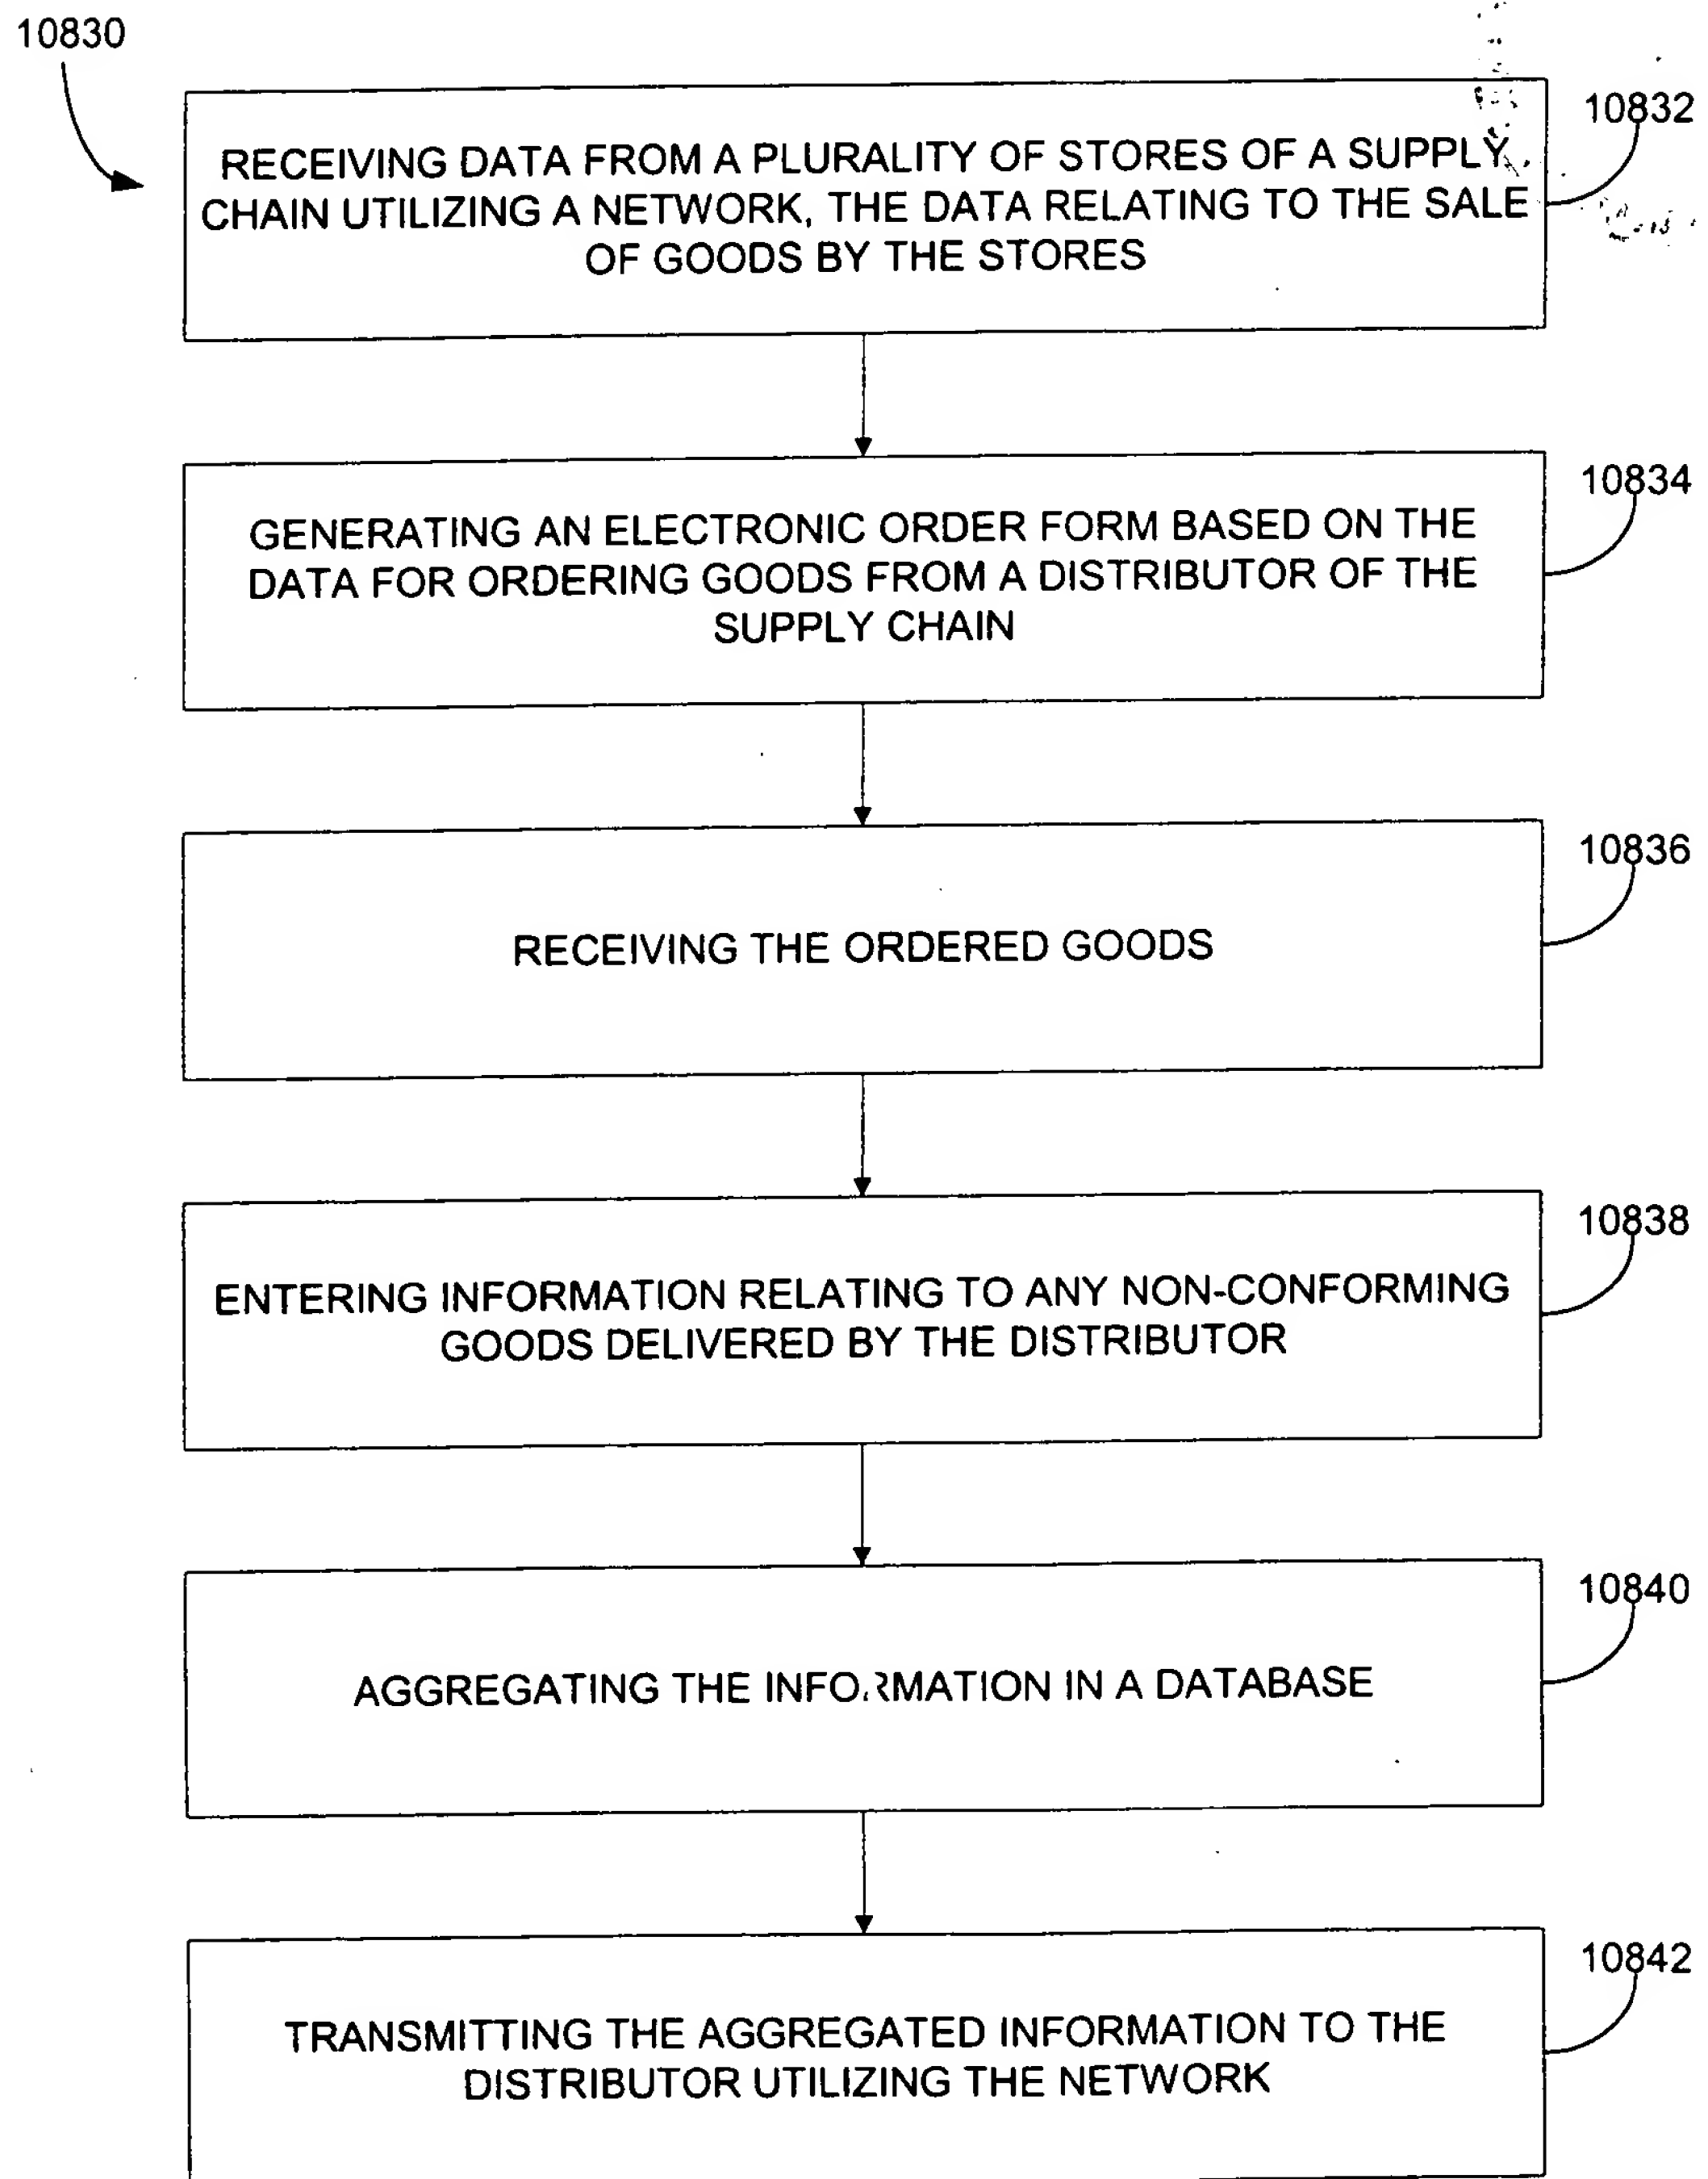 10830
10832
RECEIVING DATA FROM A PLURALITY OF STORES OF A SUPPLY
CHAIN UTILIZING A NETWORK, THE DATA RELATING TO THE SALE
OF GOODS BY THE STORES
10834
GENERATING AN ELECTRONIC ORDER FORM BASED ON THE
DATA FOR ORDERING GOODS FROM A DISTRIBUTOR OF THE
SUPPLY CHAIN
10836
RECEIVING THE ORDERED GOODS
10838
ENTERING INFORMATION RELATING TO ANY NON-CONFORMING
GOODS DELIVERED BY THE DISTRIBUTOR
10840
AGGREGATING THE INFORMATION IN A DATABASE
10842
TRANSMITTING THE AGGREGATED INFORMATION TO THE
DISTRIBUTOR UTILIZING THE NETWORK